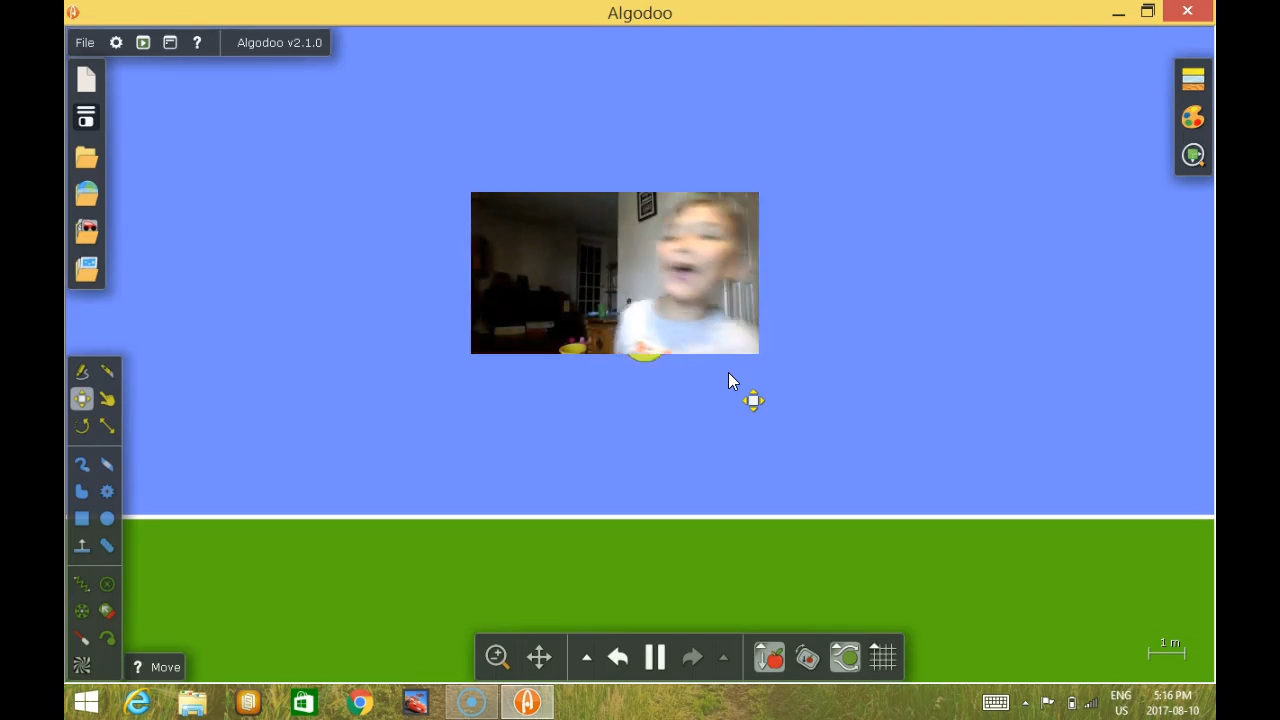 Algodoo
File ? Algodoo v2.1.0
1 m
? Move
ENG 5:16 PM
US 2017-08-10